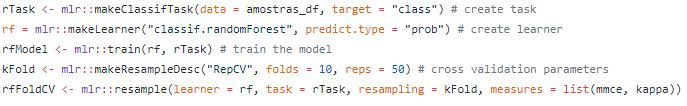 rTask <- mlr::makeClassifTask(data = amostras_df, target = "class") # create task
rf = mlr::makeLearner("classif.randomForest", predict.type = "prob") # create learner
rfModel <- mlr::train(rf, rTask) # train the model
kFold <- mlr::makeResampleDesc("RepCV", folds = 10, reps = 50) # cross validation parameters
rfFoldCV <- mlr::resample(learner = rf, task = rTask, resampling = kFold, measures = list(mmce, kappa))